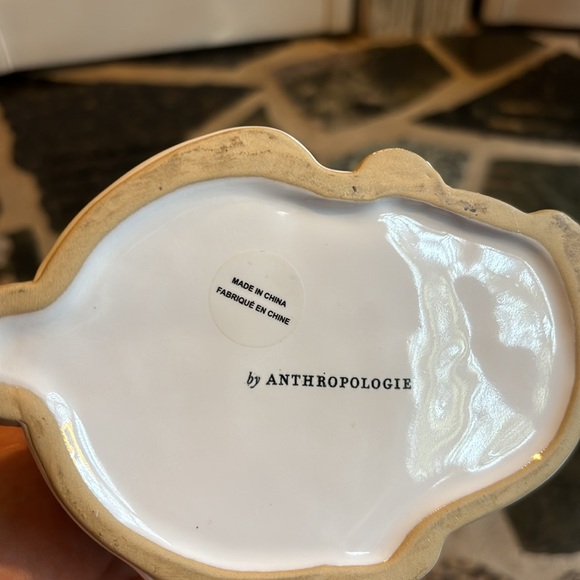 MADE IN CHINA
FABRIQUÉ EN CHINE
by ANTHROPOLOGIE